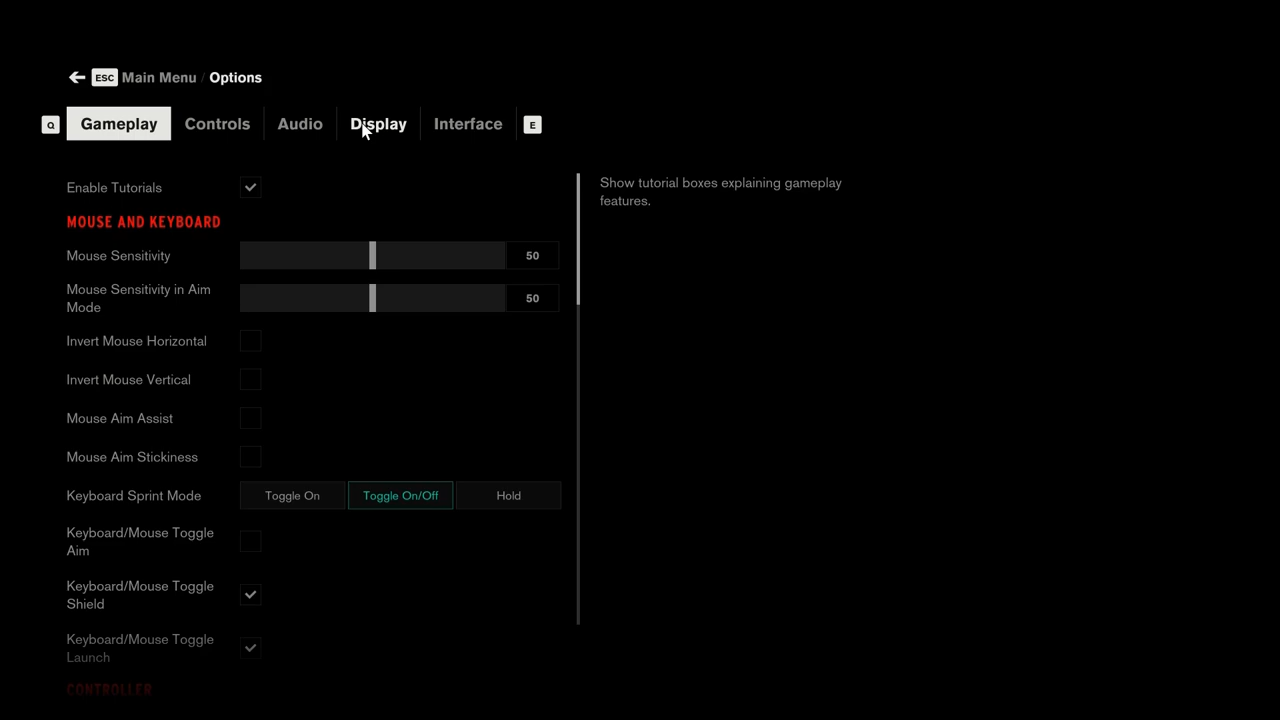 ESC Main Menu / Options
Q Gameplay Controls Audio Display Interface E
Enable Tutorials
Show tutorial boxes explaining gameplay
features.
MOUSE AND KEYBOARD
Mouse Sensitivity 50
Mouse Sensitivity in Aim
Mode
50
Invert Mouse Horizontal
Invert Mouse Vertical
Mouse Aim Assist
Mouse Aim Stickiness
Keyboard Sprint Mode Toggle On Toggle On/Off Hold
Keyboard/Mouse Toggle
Aim
Keyboard/Mouse Toggle
Shield
Keyboard/Mouse Toggle
Launch
CONTROLLER